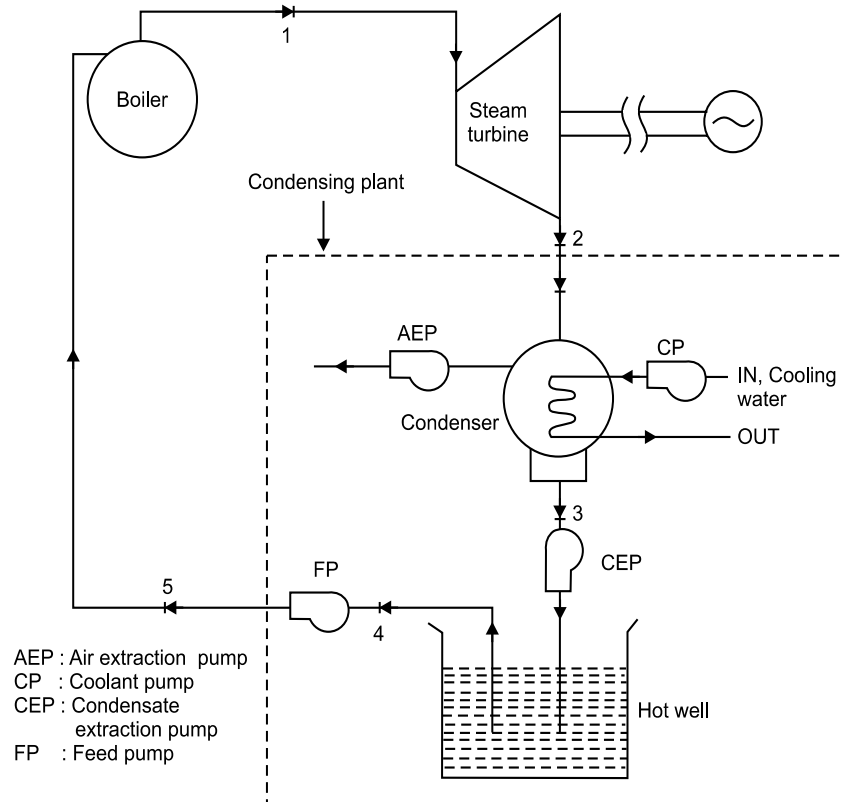 1
Boiler
Steam
turbine
Condensing plant
2
AEP
CP
IN, Cooling
water
Condenser
OUT
3
CEP
FP
5
4
AEP : Air extraction pump
CP : Coolant pump
CEP : Condensate
extraction pump
FP : Feed pump
Hot well